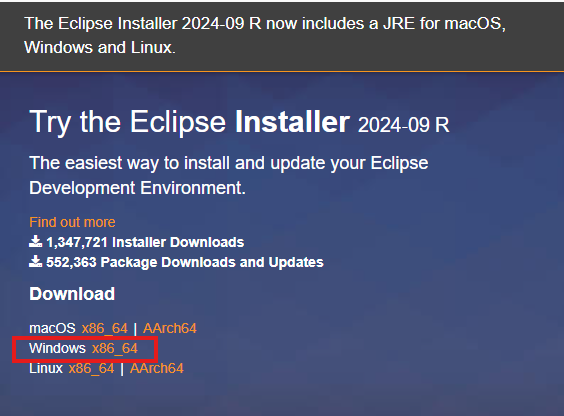 The Eclipse Installer 2024-09 R now includes a JRE for macOS,
Windows and Linux.
Try the Eclipse Installer 2024-09 R
The easiest way to install and update your Eclipse
Development Environment.
Find out more
1,347,721 Installer Downloads
552,363 Package Downloads and Updates
Download
macOS x86_64 | AArch64
Windows x86_64
Linux x86_64 | AArch64